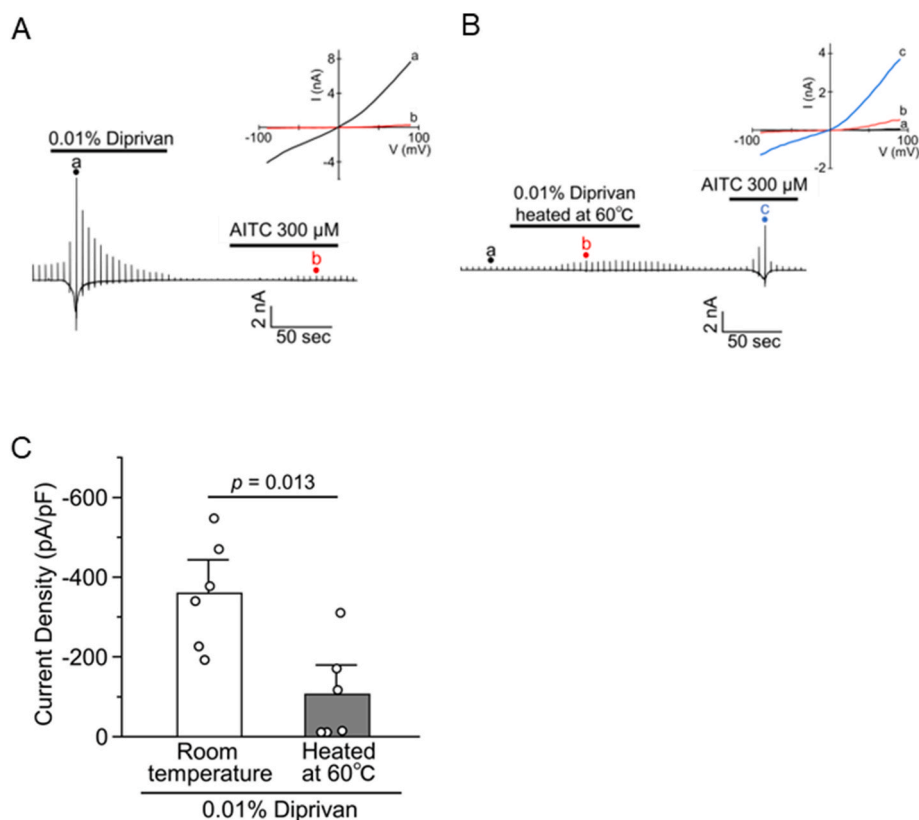 A
8
a
I (nA)
4
b
-100
100
V (mV)
-4
0.01% Diprivan
a
AITC 300 μM
b
2 nA
50 sec
B
4
c
I (nA)
2
b
a
-100
100
V (mV)
-2
0.01% Diprivan
heated at 60℃
AITC 300 μM
a
b
c
2 nA
50 sec
C
Current Density (pA/pF)
-600
-400
-200
0
p = 0.013
Room
temperature
Heated
at 60℃
0.01% Diprivan